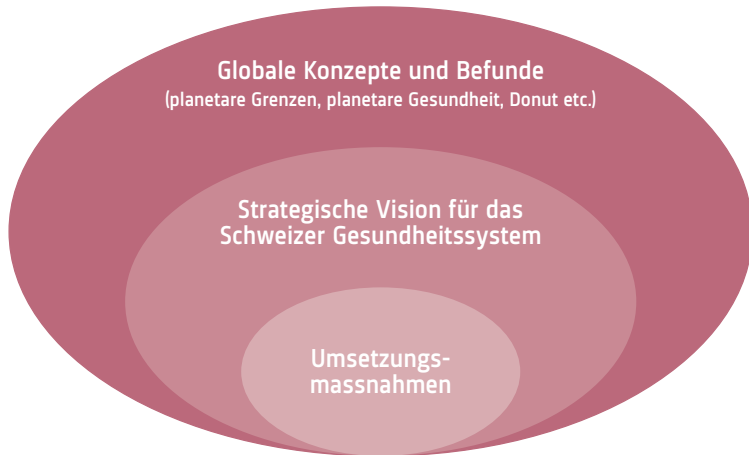 Globale Konzepte und Befunde
(planetare Grenzen, planetare Gesundheit, Donut etc.)
Strategische Vision für das
Schweizer Gesundheitssystem
Umsetzungs-
massnahmen